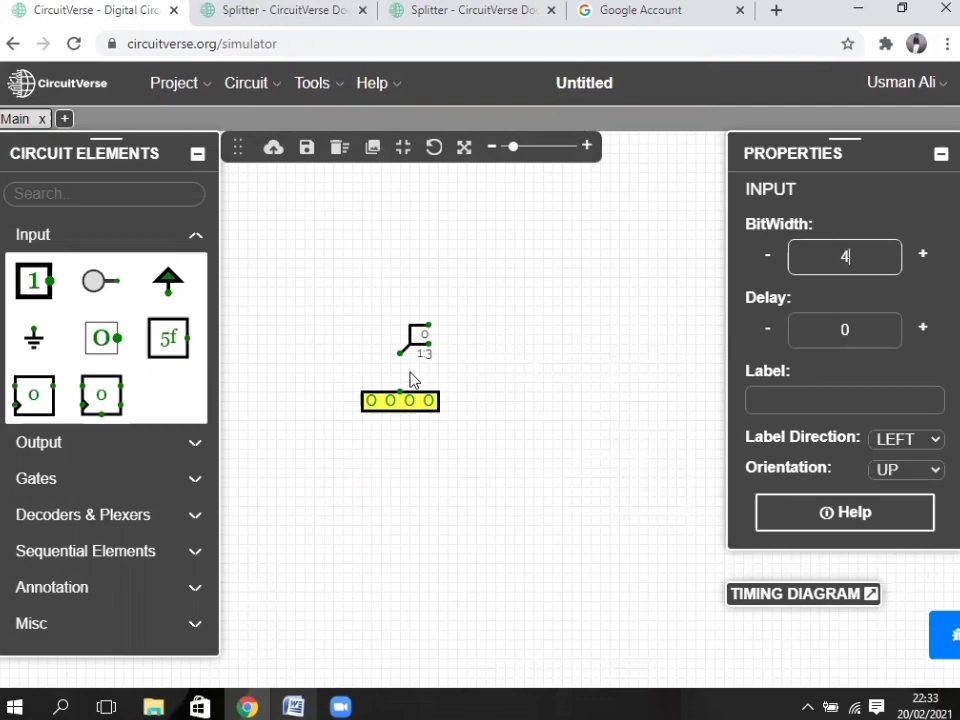 CircuitVerse - Digital Circ
Splitter - CircuitVerse Do
Splitter - CircuitVerse Do
Google Account
circuitverse.org/simulator
CircuitVerse
Project
Circuit
Tools
Help
Untitled
Usman Ali
Main x
CIRCUIT ELEMENTS
Search..
Input
1
O
5f
0
0
Output
Gates
Decoders & Plexers
Sequential Elements
Annotation
Misc
0
1:3
0 0 0 0
PROPERTIES
INPUT
BitWidth:
- 4 +
Delay:
- 0 +
Label:
Label Direction: LEFT
Orientation: UP
Help
TIMING DIAGRAM
22:33
20/02/2021